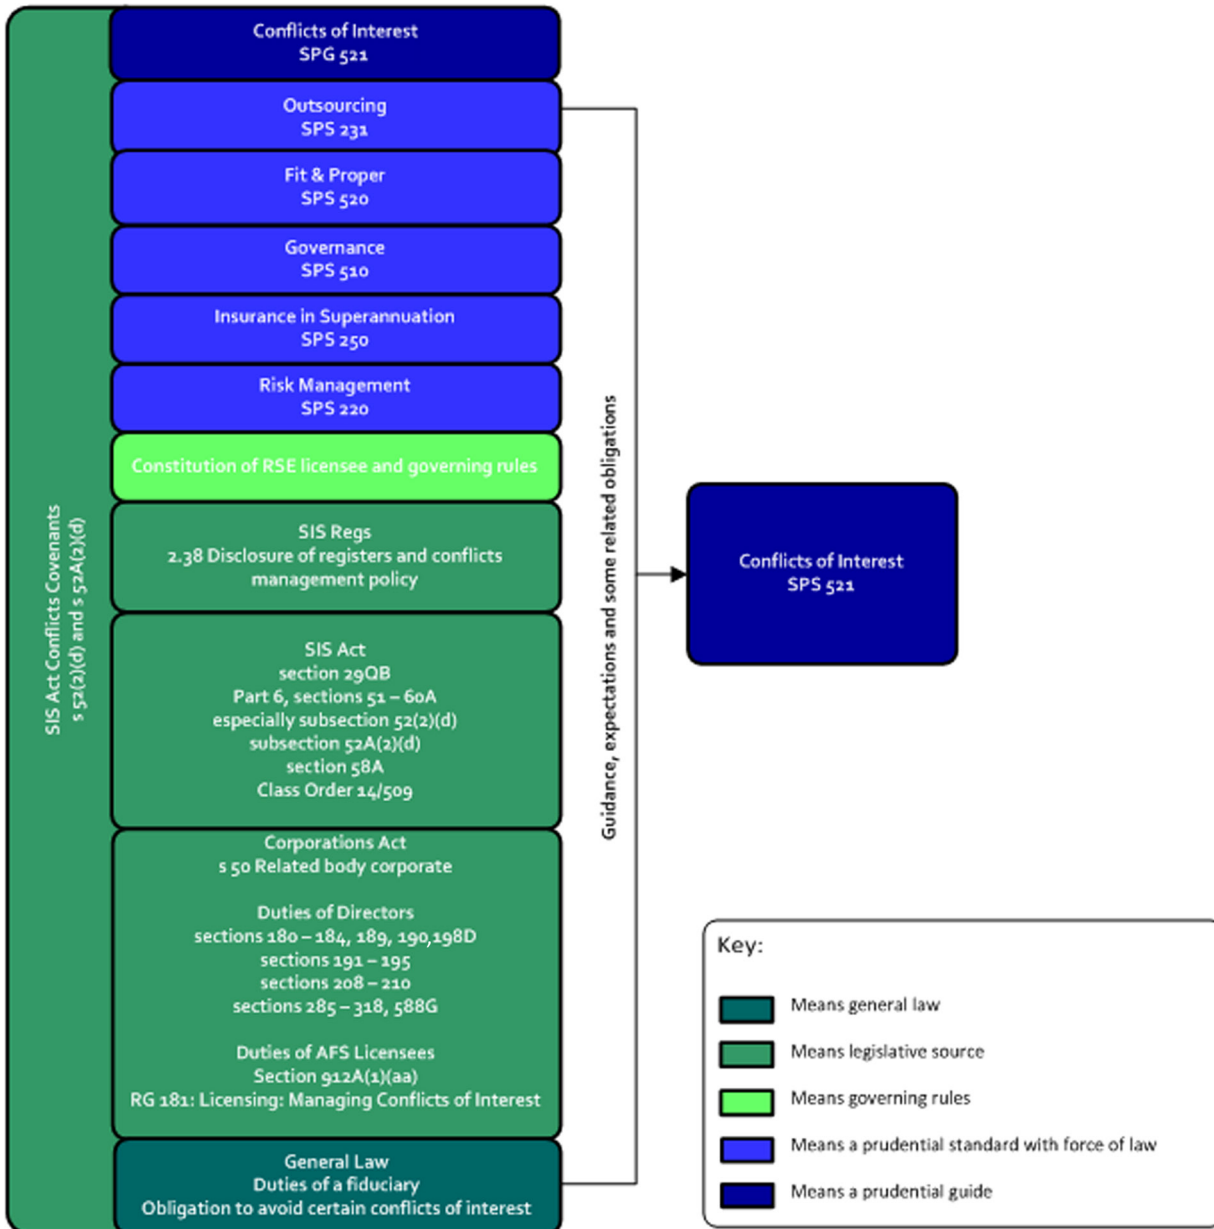 SIS Act Conflicts Covenants
s 52(2)(d) and s 52A(2)(d)
Conflicts of Interest
SPG 521
Outsourcing
SPS 231
Fit & Proper
SPS 520
Governance
SPS 510
Insurance in Superannuation
SPS 250
Risk Management
SPS 220
Constitution of RSE licensee and governing rules
SIS Regs
2.38 Disclosure of registers and conflicts
management policy
SIS Act
section 29QB
Part 6, sections 51 – 60A
especially subsection 52(2)(d)
subsection 52A(2)(d)
section 58A
Class Order 14/509
Corporations Act
s 50 Related body corporate
Duties of Directors
sections 180 – 184, 189, 190,198D
sections 191 – 195
sections 208 – 210
sections 285 – 318, 588G
Duties of AFS Licensees
Section 912A(1)(aa)
RG 181: Licensing: Managing Conflicts of Interest
General Law
Duties of a fiduciary
Obligation to avoid certain conflicts of interest
Guidance, expectations and some related obligations
Conflicts of Interest
SPS 521
Key:
Means general law
Means legislative source
Means governing rules
Means a prudential standard with force of law
Means a prudential guide